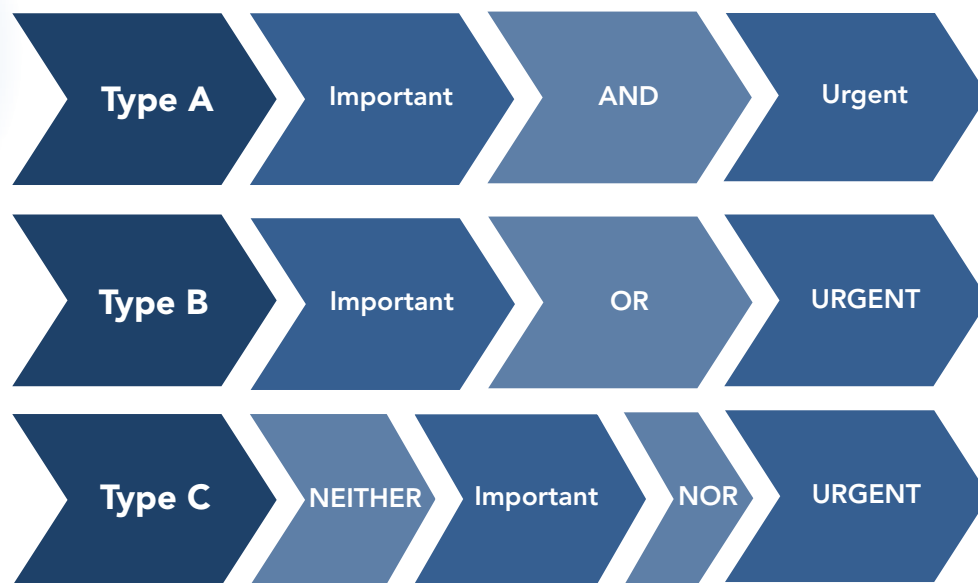 Type A Important AND Urgent
Type B Important OR URGENT
Type C NEITHER Important NOR URGENT